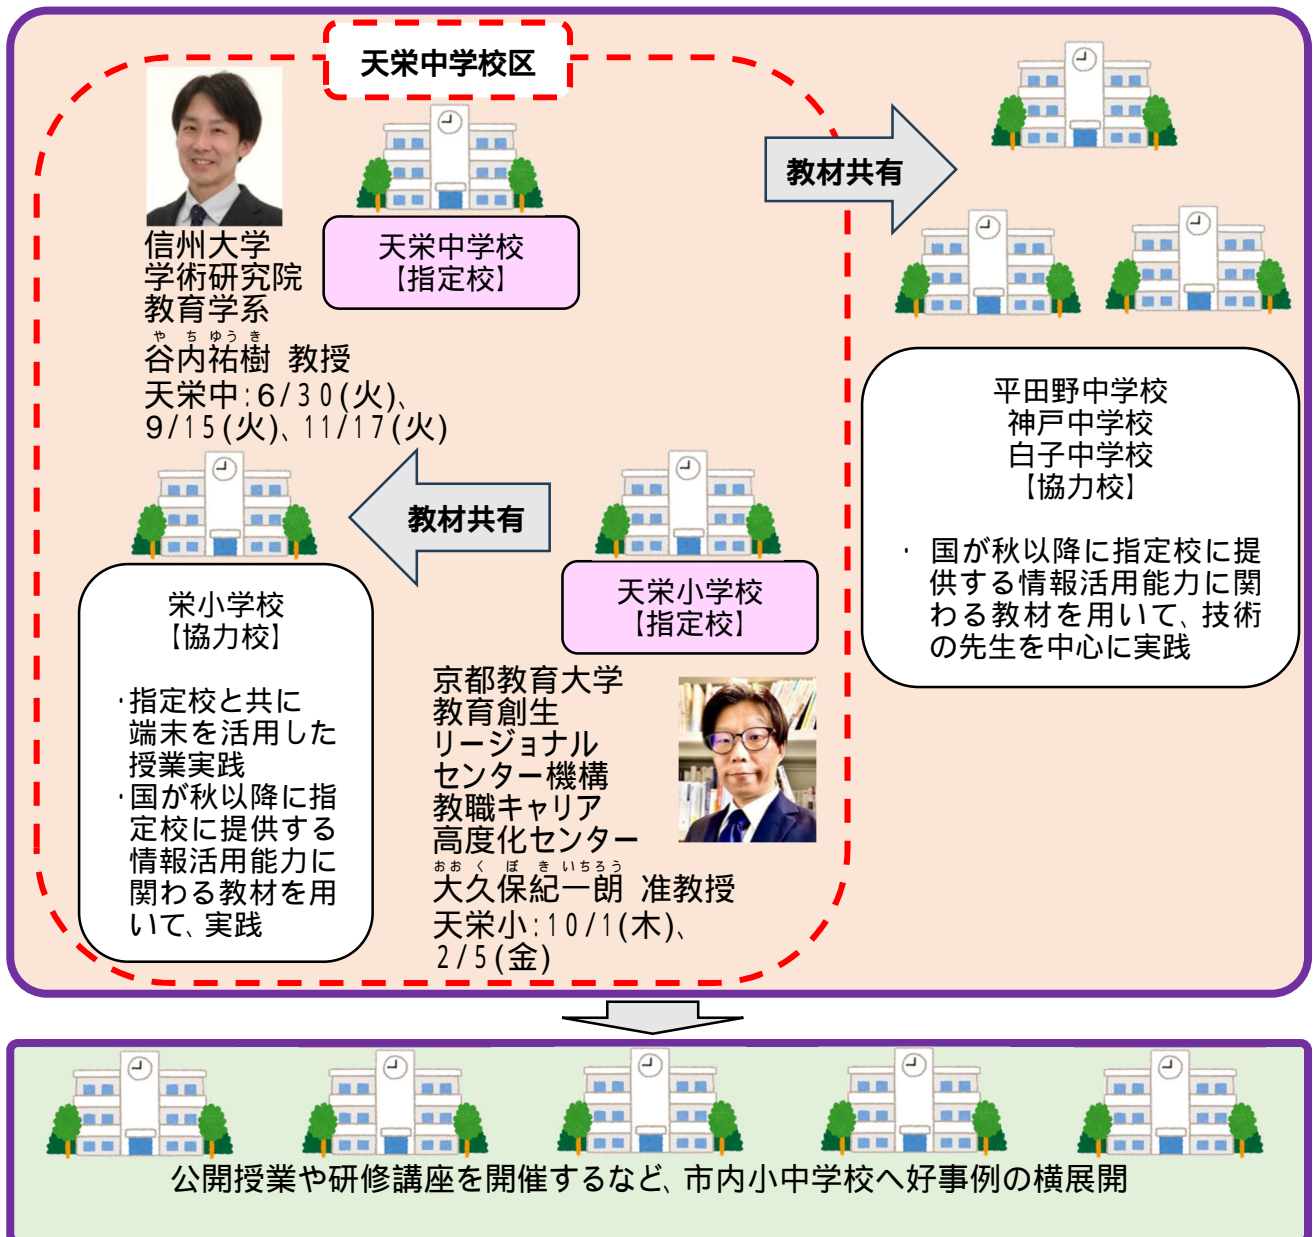 天栄中学校区
信州大学
学術研究院
教育学系
やちゆうき
谷内祐樹 教授
天栄中:6/30(火)、
9/15(火)、11/17(火)
天栄中学校
【指定校】
教材共有
平田野中学校
神戸中学校
白子中学校
【協力校】
・国が秋以降に指定校に提
供する情報活用能力に関
わる教材を用いて、技術
の先生を中心に実践
教材共有
栄小学校
【協力校】
・指定校と共に
端末を活用した
授業実践
・国が秋以降に指
定校に提供する
情報活用能力に
関わる教材を用
いて、実践
天栄小学校
【指定校】
京都教育大学
教育創生
リージョナル
センター機構
教職キャリア
高度化センター
おおくぼきいちろう
大久保紀一朗 准教授
天栄小:10/1(木)、
2/5(金)
公開授業や研修講座を開催するなど、市内小中学校へ好事例の横展開